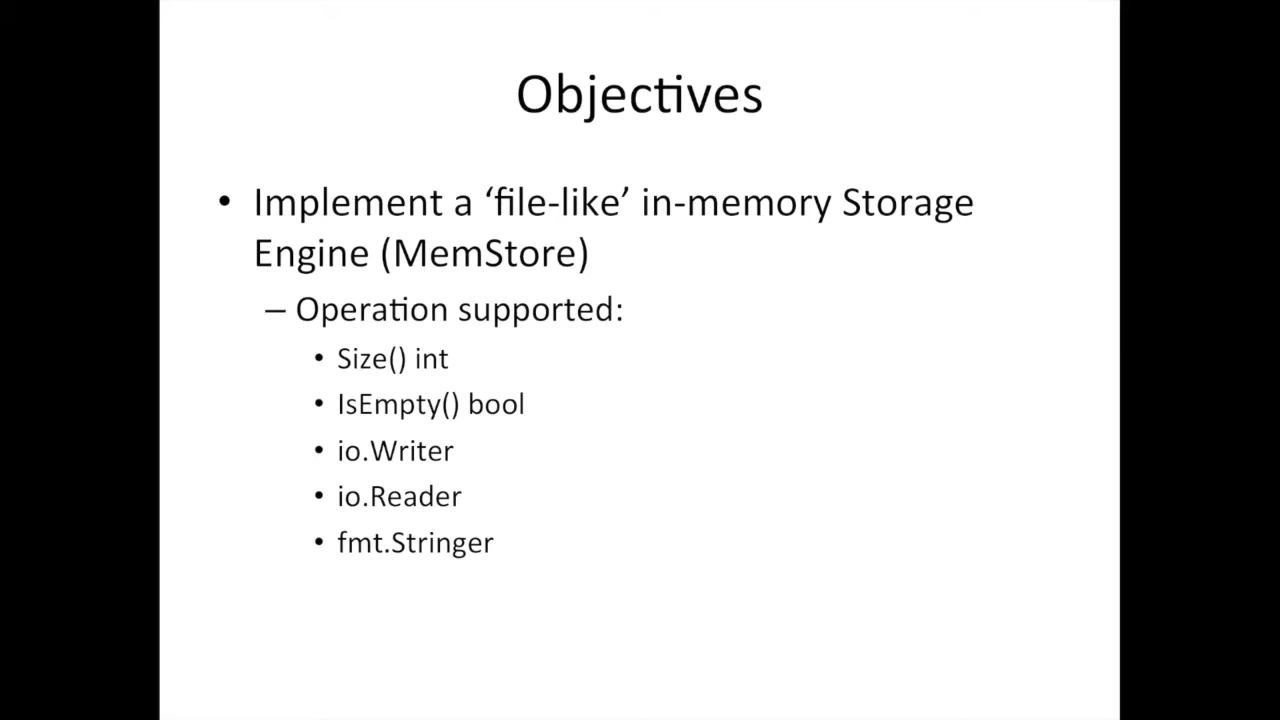 Objectives
• Implement a ‘file-like’ in-memory Storage
Engine (MemStore)
– Operation supported:
• Size() int
• IsEmpty() bool
• io.Writer
• io.Reader
• fmt.Stringer